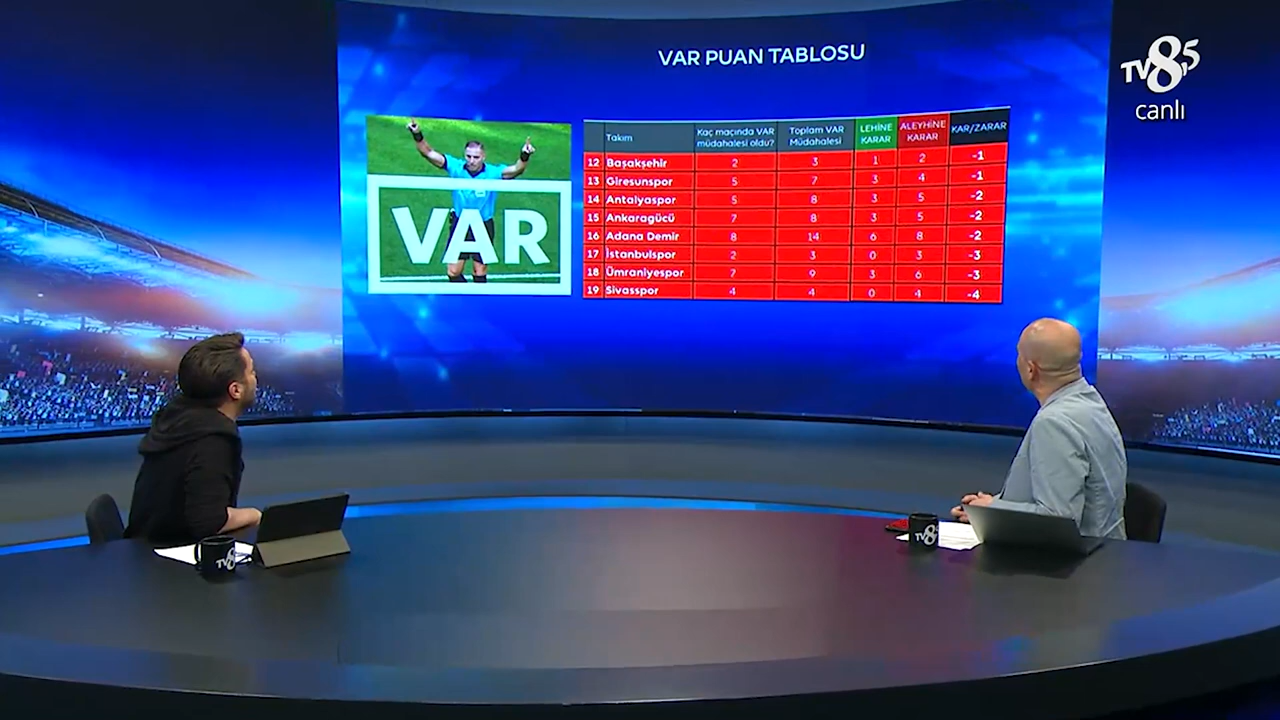 VAR PUAN TABLOSU
TV8,5
canlı
VAR
Takım Kaç maçında VAR müdahalesi oldu? Toplam VAR Müdahalesi LEHİNE KARAR ALEYHİNE KARAR KAR/ZARAR
12 Başakşehir 2 3 1 2 -1
13 Giresunspor 5 7 3 4 -1
14 Antalyaspor 5 8 3 5 -2
15 Ankaragücü 7 8 3 5 -2
16 Adana Demir 8 14 6 8 -2
17 İstanbulspor 2 3 0 3 -3
18 Ümraniyespor 7 9 3 6 -3
19 Sivasspor 4 4 0 4 -4
TV8,5
TV8,5